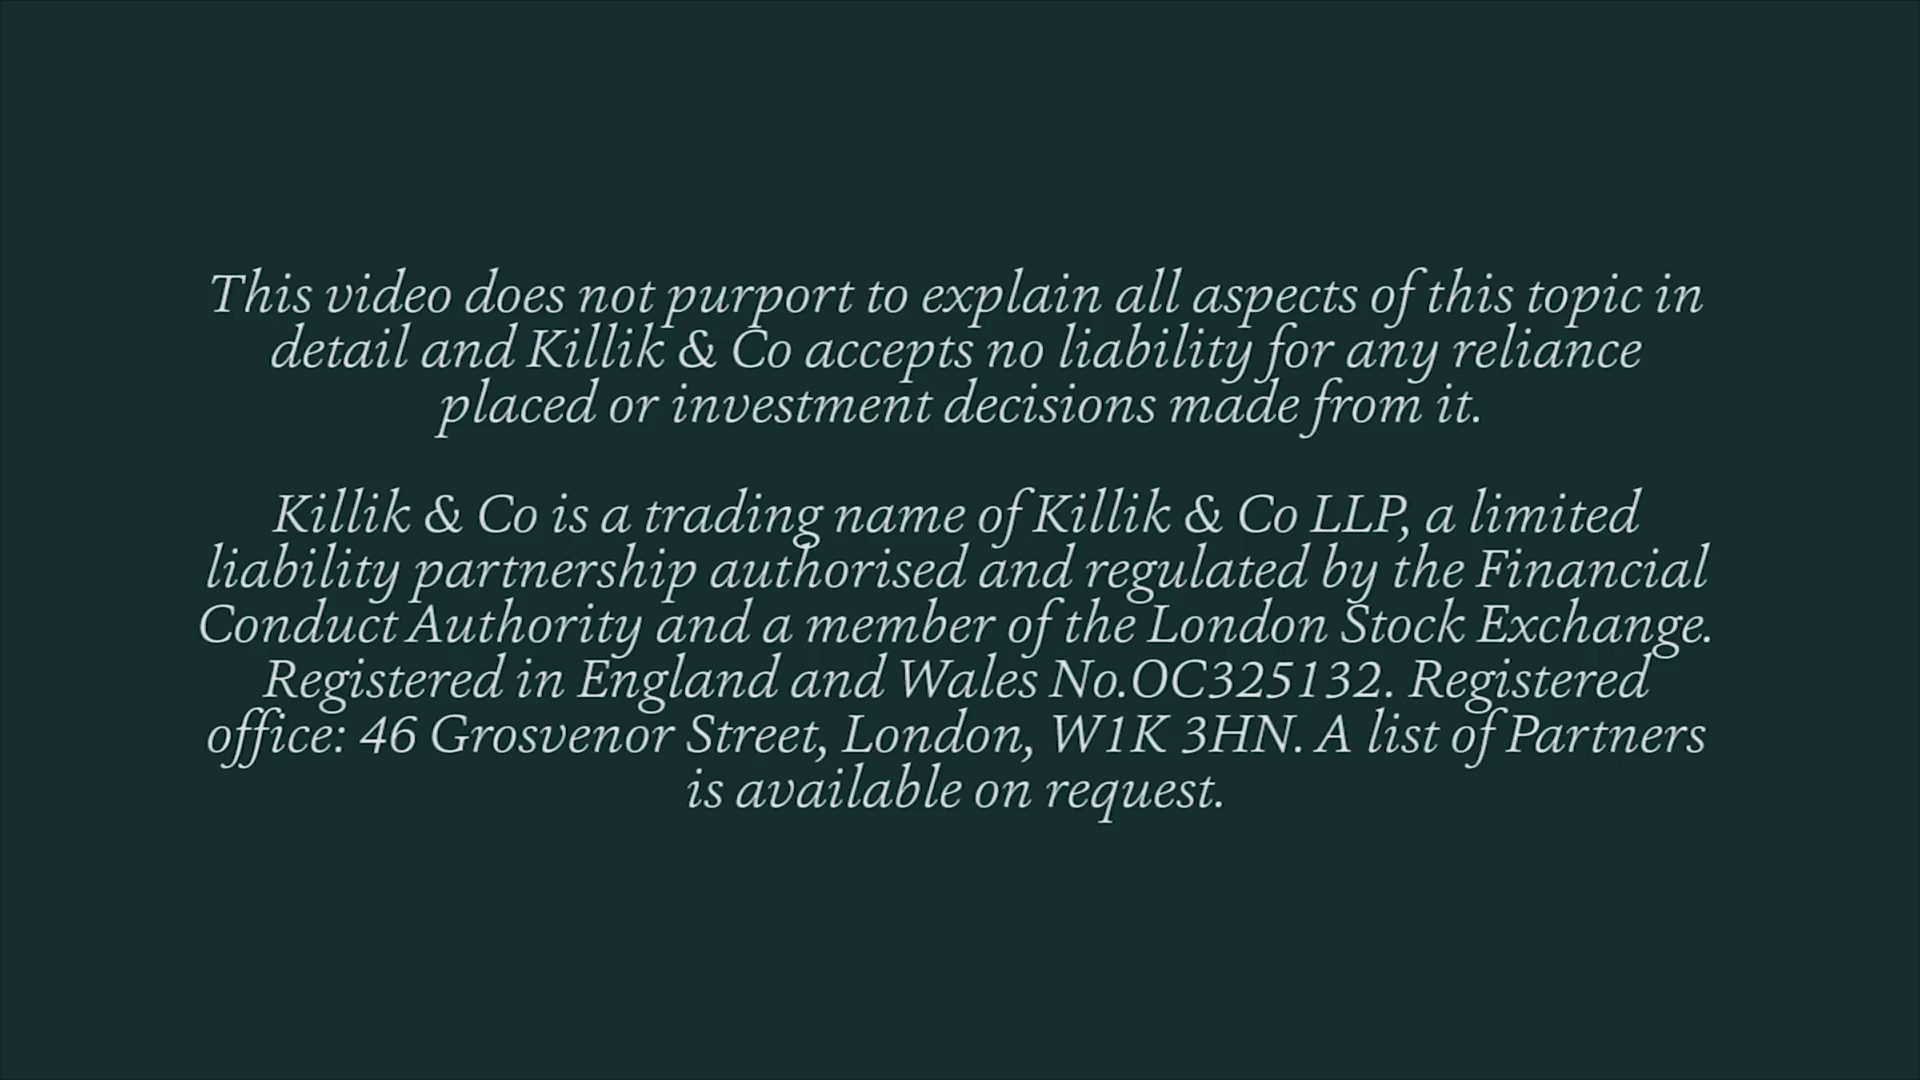 This video does not purport to explain all aspects of this topic in
detail and Killik & Co accepts no liability for any reliance
placed or investment decisions made from it.
Killik & Co is a trading name of Killik & Co LLP, a limited
liability partnership authorised and regulated by the Financial
Conduct Authority and a member of the London Stock Exchange.
Registered in England and Wales No.OC325132. Registered
office: 46 Grosvenor Street, London, W1K 3HN. A list of Partners
is available on request.